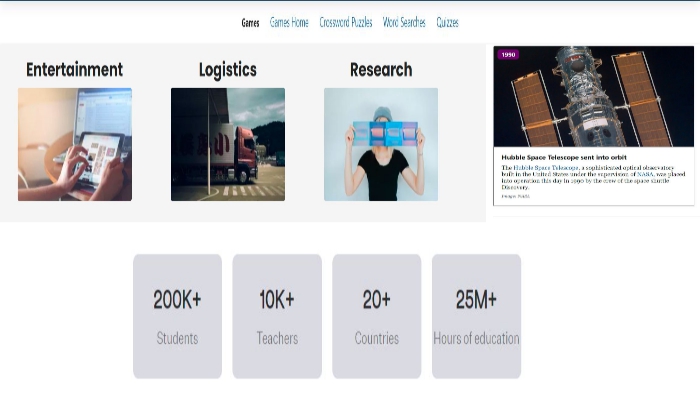 Games Games Home Crossword Puzzles Word Searches Quizzes
Entertainment
Logistics
Research
1990
Hubble Space Telescope sent into orbit
The Hubble Space Telescope, a sophisticated optical observatory
built in the United States under the supervision of NASA, was placed
into operation this day in 1990 by the crew of the space shuttle
Discovery.
200K+
Students
10K+
Teachers
20+
Countries
25M+
Hours of education